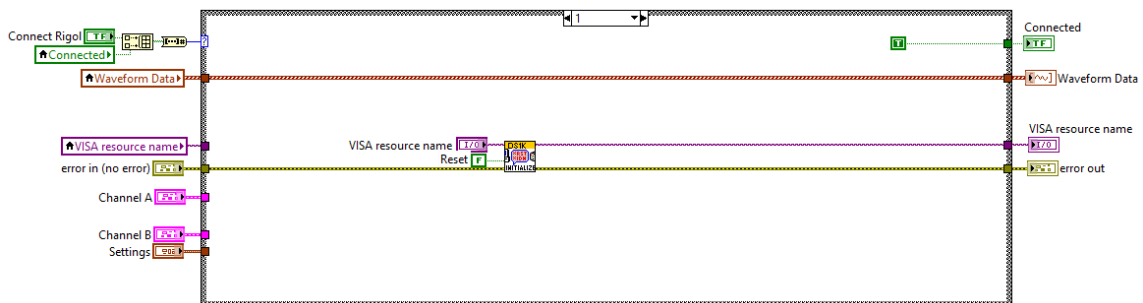 1
Connect Rigol
TF
Connected
?
T
Connected
TF
Waveform Data
Waveform Data
VISA resource name
VISA resource name
I/O
VISA resource name
I/O
Reset
F
DS1K
INITIALIZE
error in (no error)
error out
Channel A
Channel B
Settings